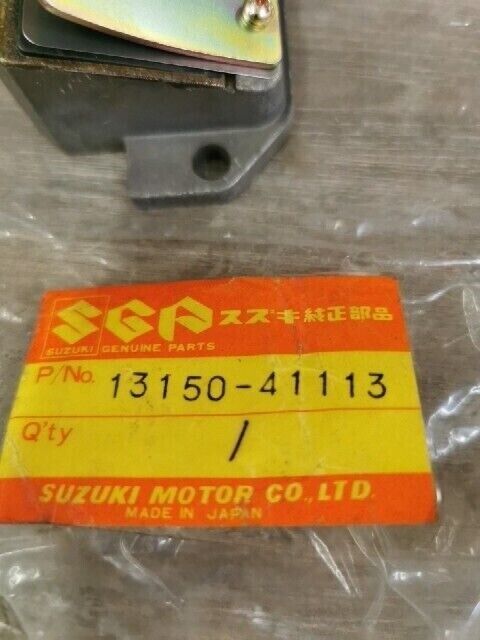 SGP スズキ純正部品
SUZUKI GENUINE PARTS
P/No. 13150-41113
Q'ty 1
SUZUKI MOTOR CO., LTD.
MADE IN JAPAN